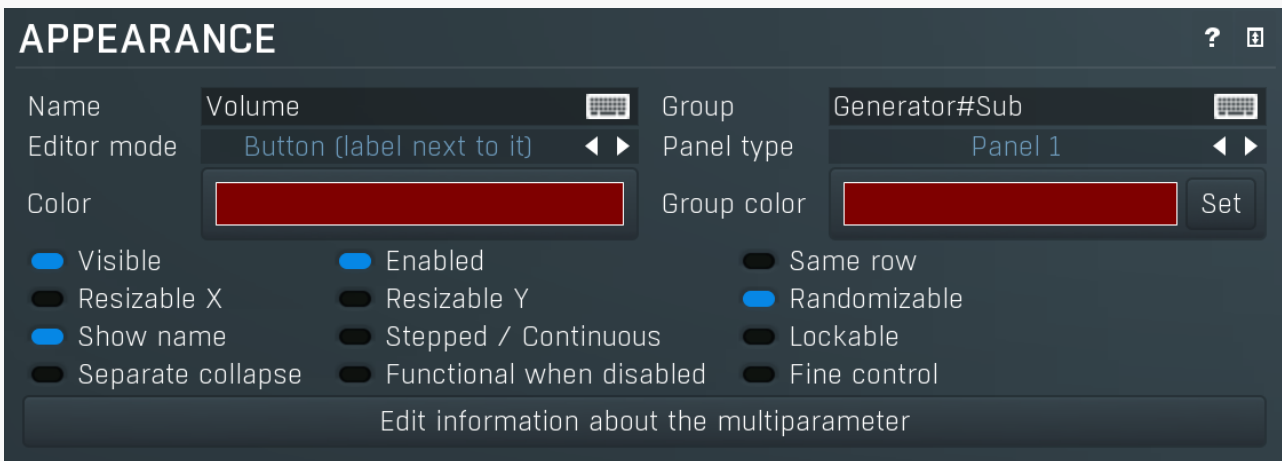 APPEARANCE ?
Name Volume Group Generator#Sub
Editor mode Button (label next to it) Panel type Panel 1
Color Group color Set
Visible Enabled Same row
Resizable X Resizable Y Randomizable
Show name Stepped / Continuous Lockable
Separate collapse Functional when disabled Fine control
Edit information about the multiparameter